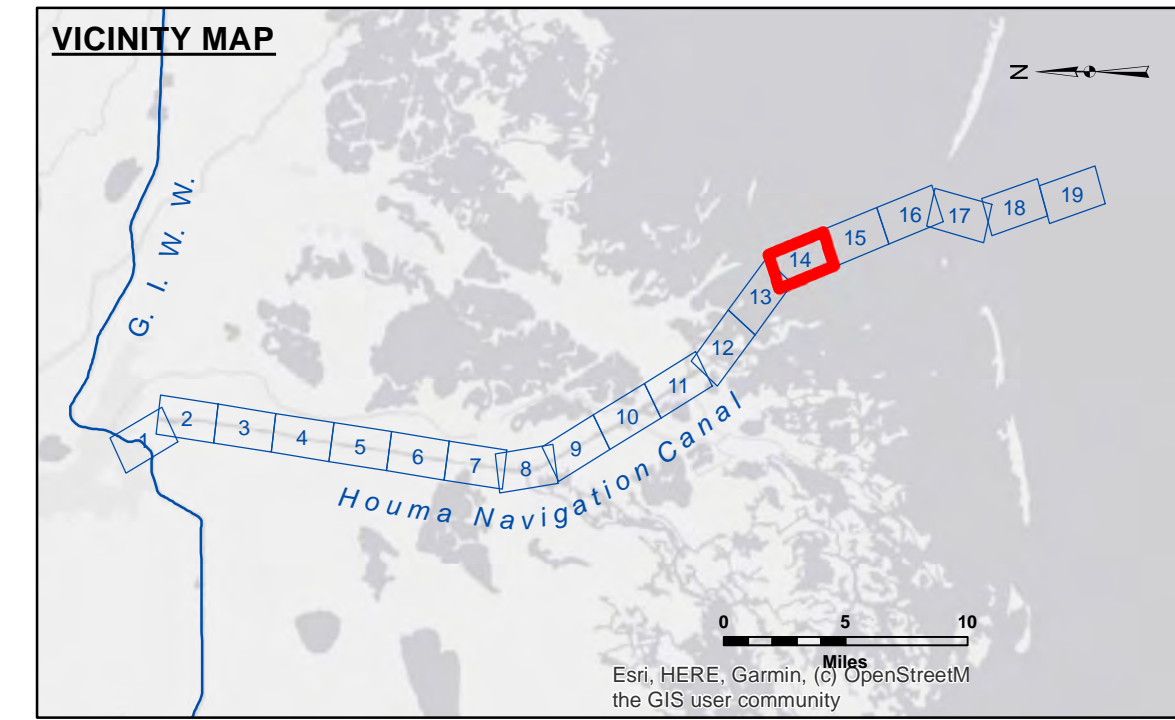 VICINITY MAP
N
G. I. W. W.
19
18
17
16
15
14
13
12
11
10
9
8
7
6
5
4
3
2
1
Houma Navigation Canal
0 5 10
Miles
Esri, HERE, Garmin, (c) OpenStreetM
the GIS user community